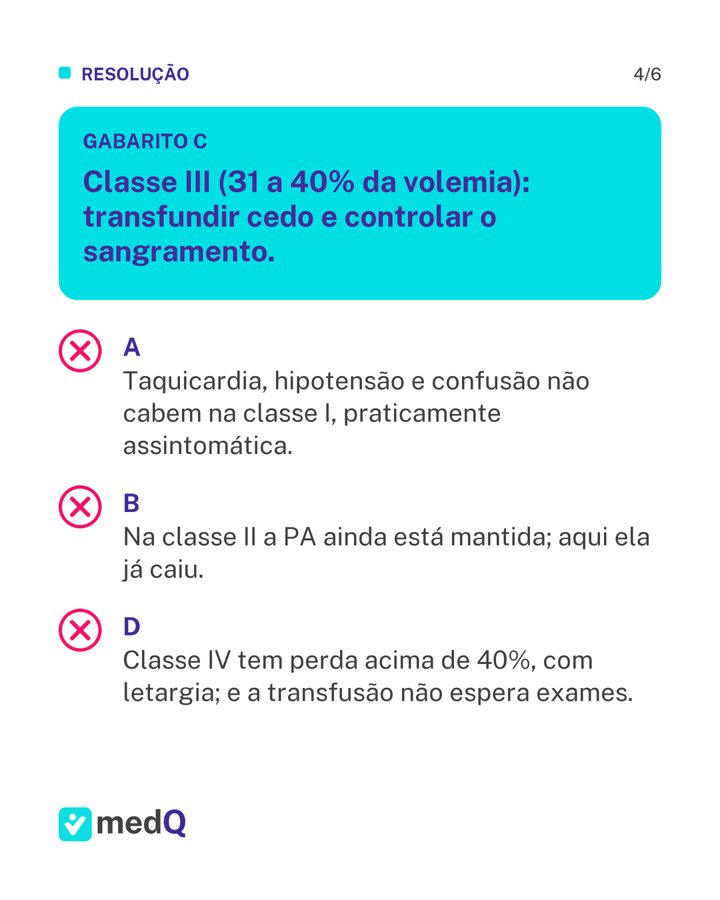 RESOLUÇÃO
4/6
GABARITO C
Classe III (31 a 40% da volemia):
transfundir cedo e controlar o
sangramento.
A
Taquicardia, hipotensão e confusão não
cabem na classe I, praticamente
assintomática.
B
Na classe II a PA ainda está mantida; aqui ela
já caiu.
D
Classe IV tem perda acima de 40%, com
letargia; e a transfusão não espera exames.
medQ